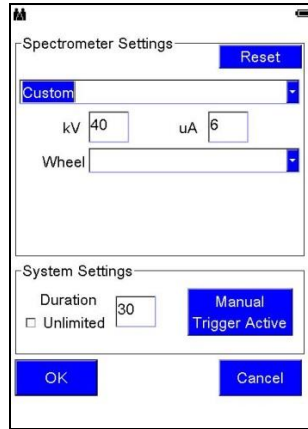 Spectrometer Settings
Reset
Custom
kV 40 uA 6
Wheel
System Settings
Duration
Unlimited
30
Manual
Trigger Active
OK Cancel